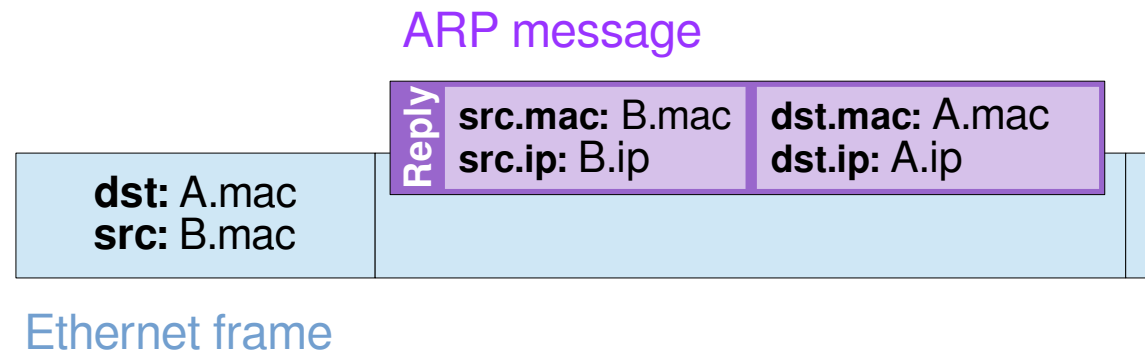 ARP message
Reply
src.mac: B.mac
src.ip: B.ip
dst.mac: A.mac
dst.ip: A.ip
dst: A.mac
src: B.mac
Ethernet frame